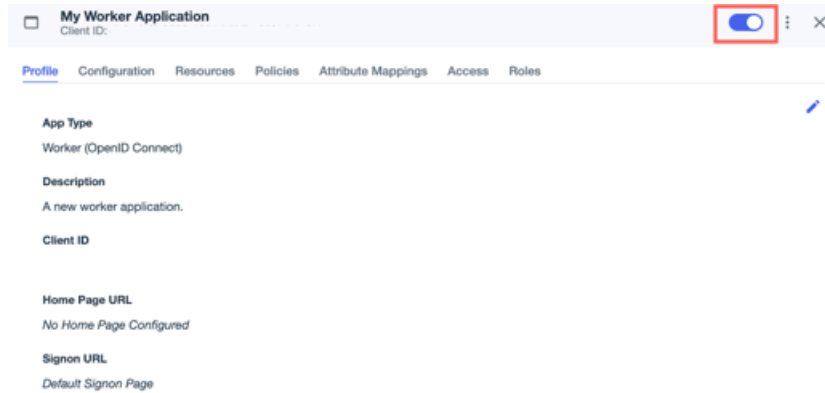 My Worker Application
Client ID:
Profile Configuration Resources Policies Attribute Mappings Access Roles
App Type
Worker (OpenID Connect)
Description
A new worker application.
Client ID
Home Page URL
No Home Page Configured
Signon URL
Default Signon Page